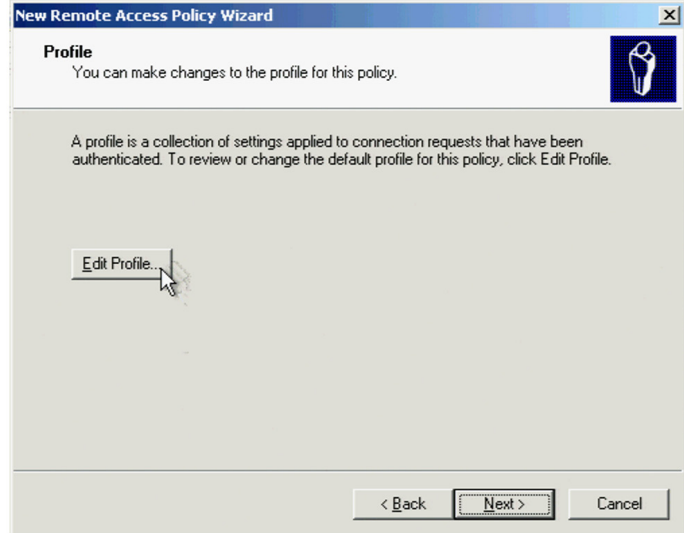 New Remote Access Policy Wizard
Profile
You can make changes to the profile for this policy.
A profile is a collection of settings applied to connection requests that have been
authenticated. To review or change the default profile for this policy, click Edit Profile.
Edit Profile...
< Back
Next >
Cancel